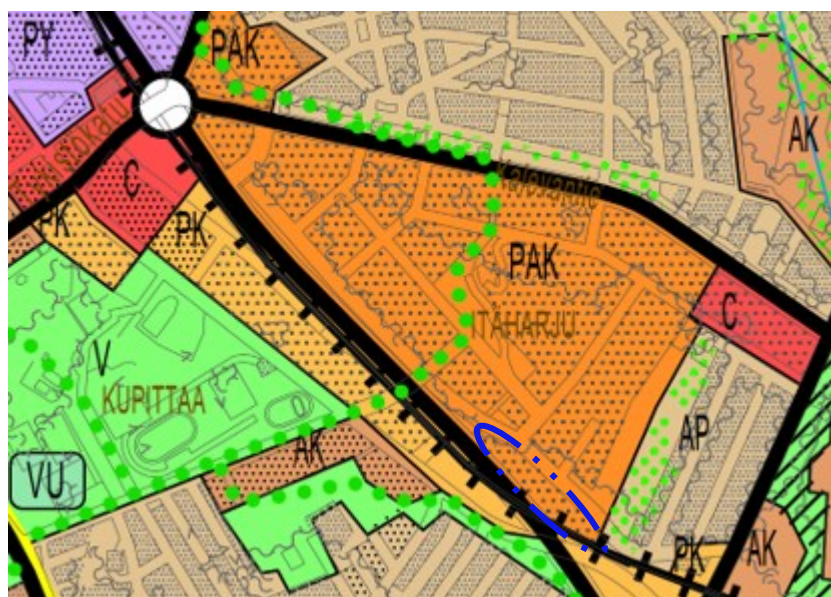 PY
PAK
C
PK
PK
AK
Kalevantie
PAK
ITÄHARJU
C
V
KUPITTAA
AK
AP
VU
PK
AK